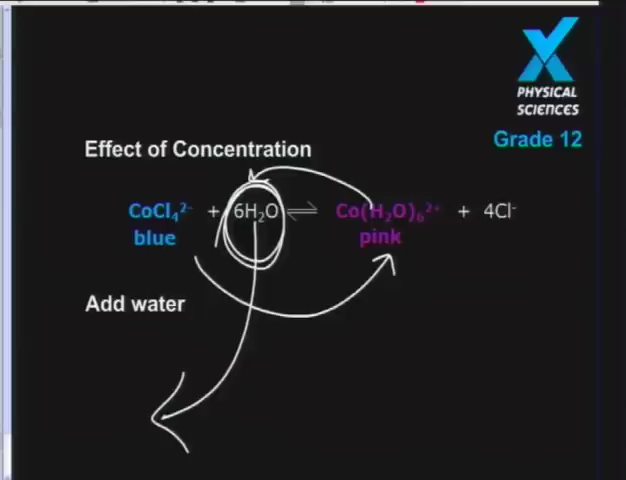 PHYSICAL
SCIENCES
Grade 12
Effect of Concentration
CoCl₄²⁻ + 6H₂O ⇌ Co(H₂O)₆²⁺ + 4Cl⁻
blue pink
Add water